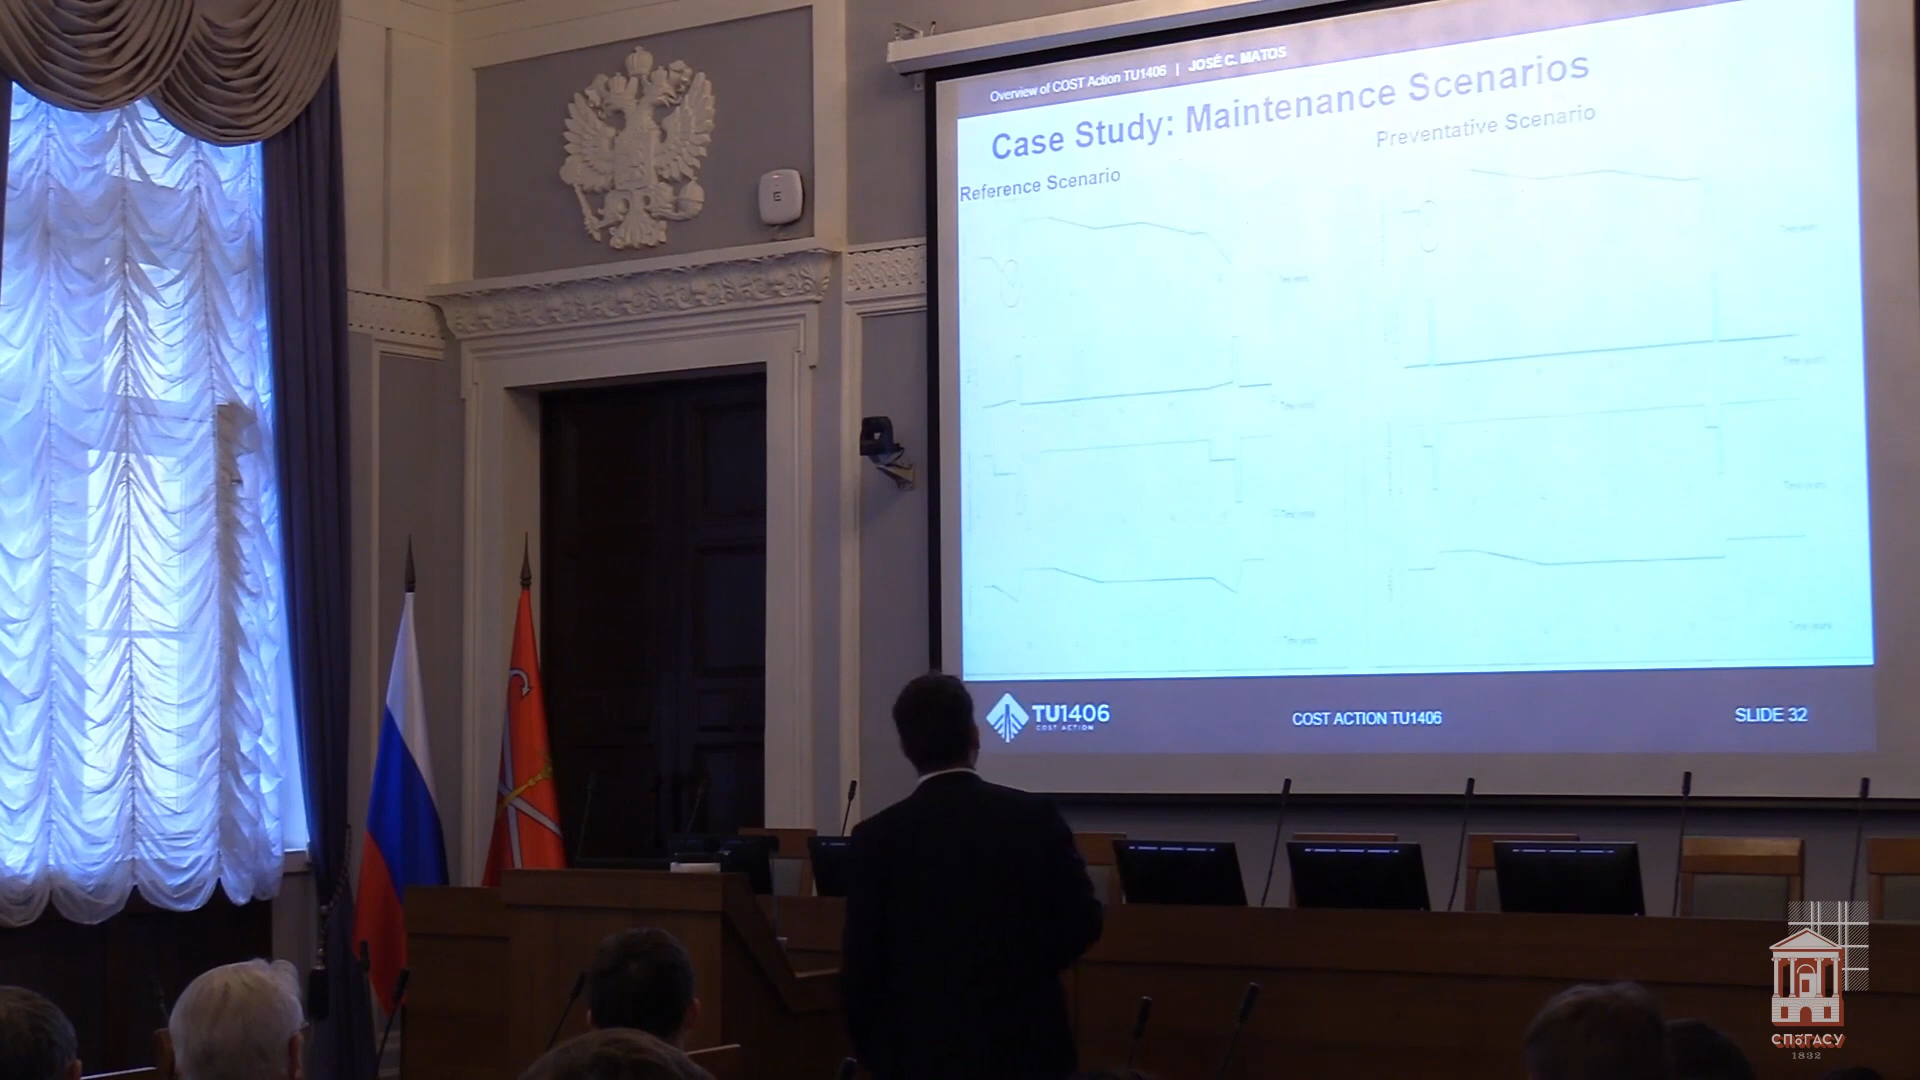 Overview of COST Action TU1406 | JOSÉ C. MATOS
Case Study: Maintenance Scenarios
Reference Scenario
Preventative Scenario
TU1406
COST ACTION
COST ACTION TU1406
SLIDE 32
СПбГАСУ
1832